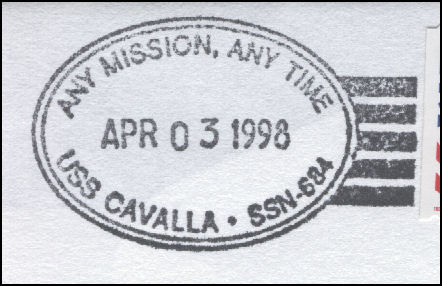 ANY MISSION, ANY TIME
APR 03 1998
USS CAVALLA • SSN-684